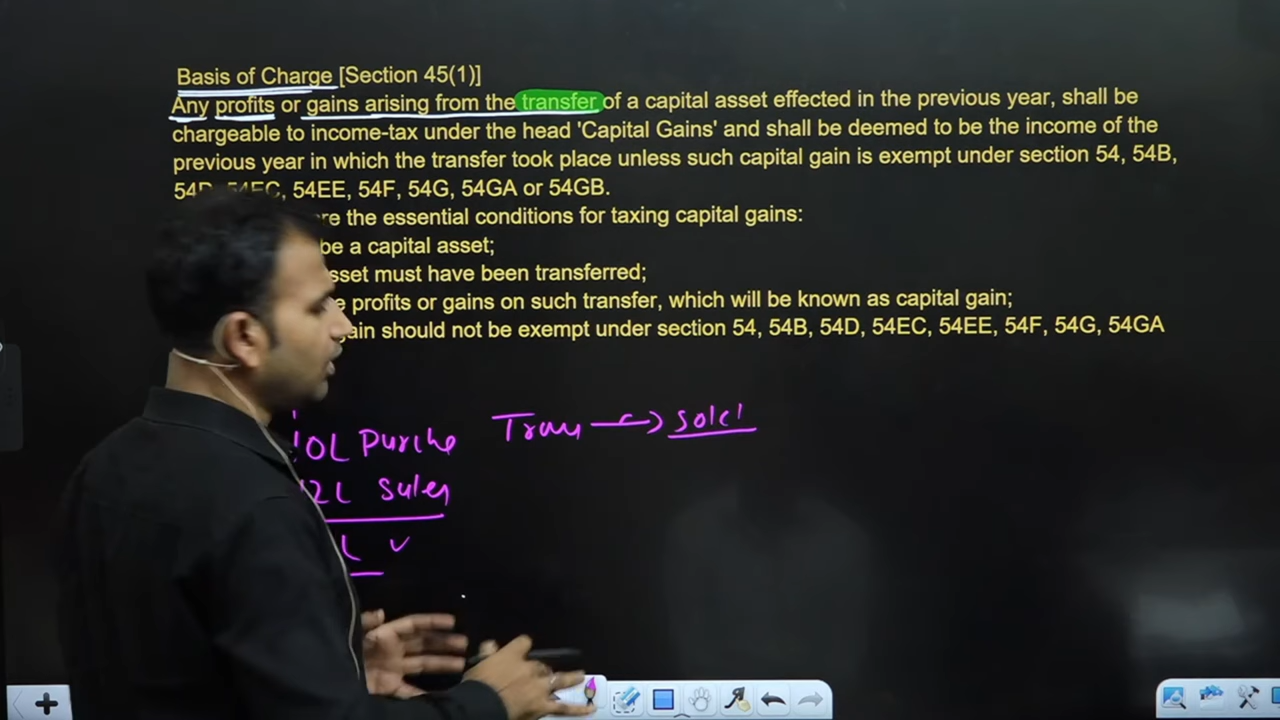 Basis of Charge [Section 45(1)]
Any profits or gains arising from the transfer of a capital asset effected in the previous year, shall be
chargeable to income-tax under the head 'Capital Gains' and shall be deemed to be the income of the
previous year in which the transfer took place unless such capital gain is exempt under section 54, 54B,
54D, 54EC, 54EE, 54F, 54G, 54GA or 54GB.
the essential conditions for taxing capital gains:
be a capital asset;
must have been transferred;
profits or gains on such transfer, which will be known as capital gain;
should not be exempt under section 54, 54B, 54D, 54EC, 54EE, 54F, 54G, 54GA
10L Purche Tran sold
12L Sales
L